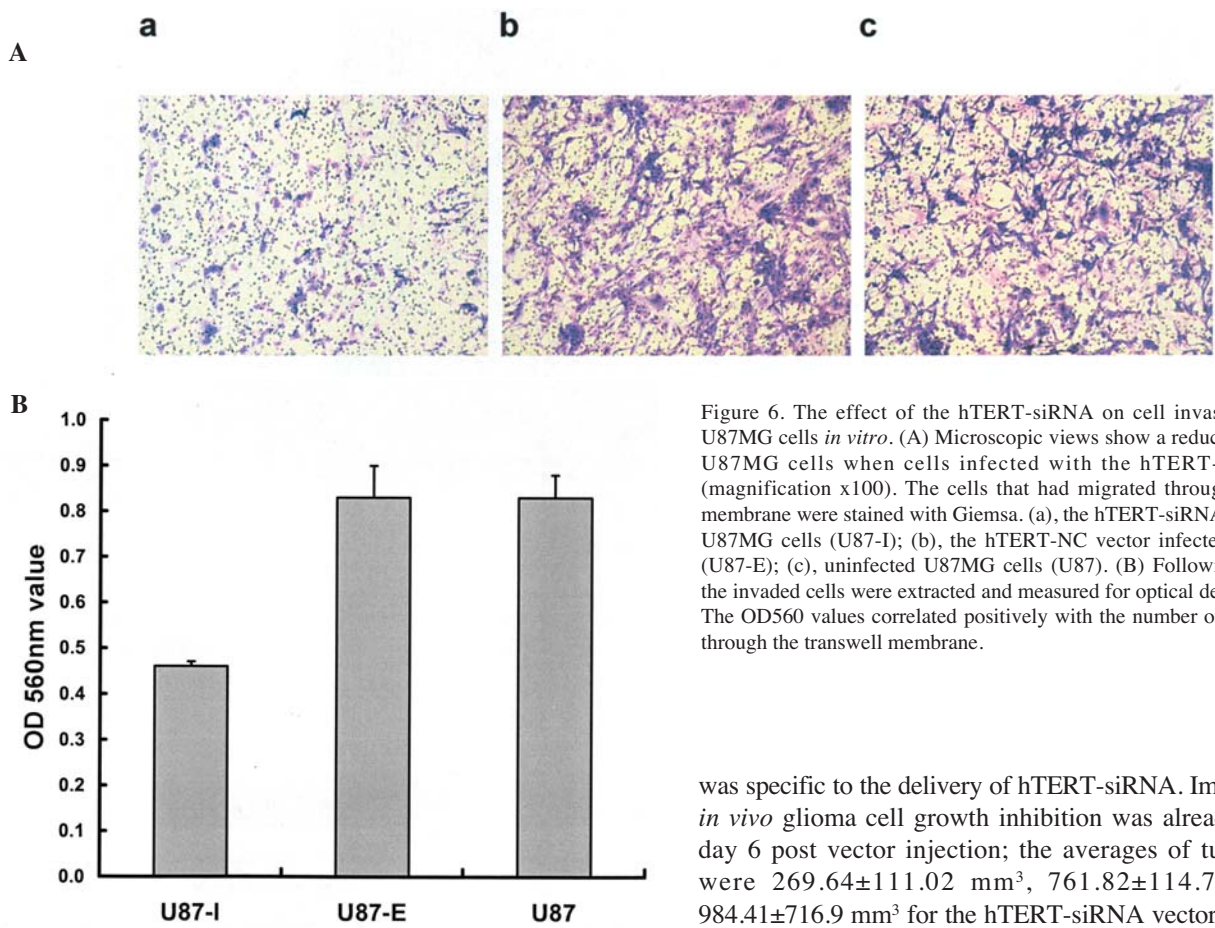 a b c
A
B
1.0
0.9
0.8
0.7
0.6
0.5
0.4
0.3
0.2
0.1
0.0
OD 560nm value
U87-I U87-E U87
Figure 6. The effect of the hTERT-siRNA on cell invas
U87MG cells in vitro. (A) Microscopic views show a reduc
U87MG cells when cells infected with the hTERT-
(magnification x100). The cells that had migrated throug
membrane were stained with Giemsa. (a), the hTERT-siRNA
U87MG cells (U87-I); (b), the hTERT-NC vector infecte
(U87-E); (c), uninfected U87MG cells (U87). (B) Followi
the invaded cells were extracted and measured for optical de
The OD560 values correlated positively with the number o
through the transwell membrane.
was specific to the delivery of hTERT-siRNA. Im
in vivo glioma cell growth inhibition was alrea
day 6 post vector injection; the averages of tu
were 269.64±111.02 mm³, 761.82±114.7
984.41±716.9 mm³ for the hTERT-siRNA vector